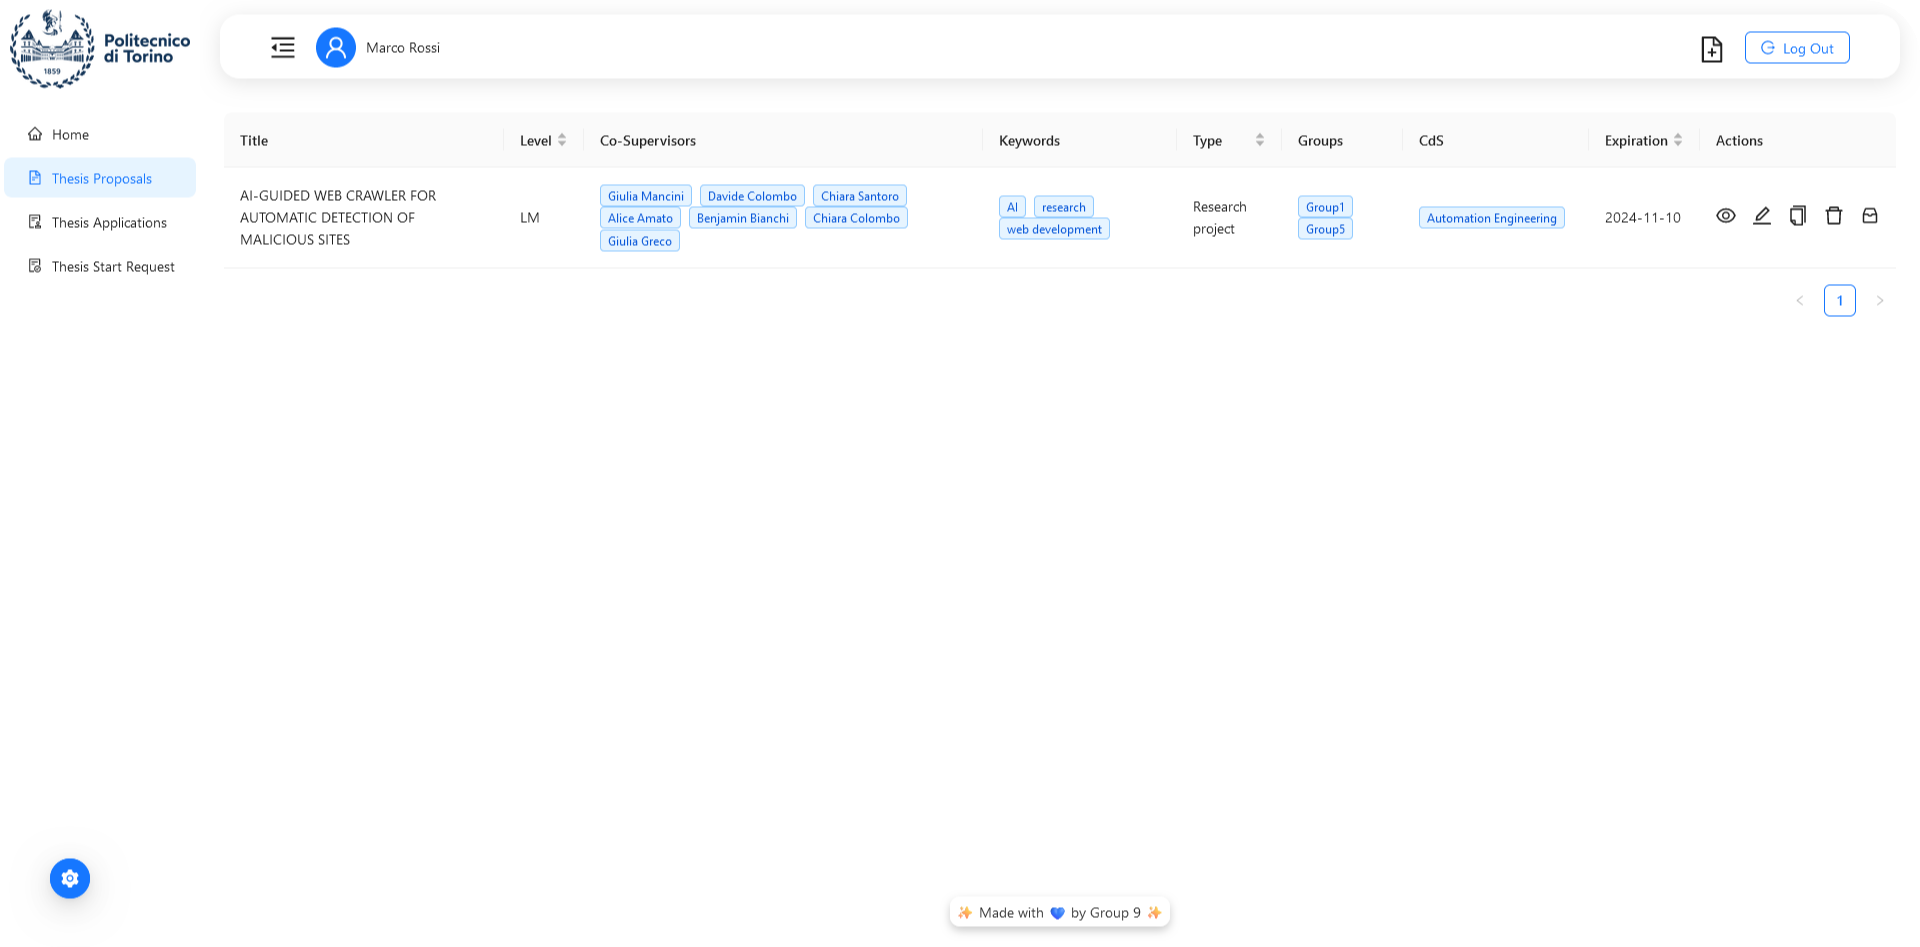 Politecnico
di Torino
1859
Marco Rossi
Log Out
Home
Thesis Proposals
Thesis Applications
Thesis Start Request
Title Level Co-Supervisors Keywords Type Groups CdS Expiration Actions
AI-GUIDED WEB CRAWLER FOR
AUTOMATIC DETECTION OF
MALICIOUS SITES
LM
Giulia Mancini Davide Colombo Chiara Santoro
Alice Amato Benjamin Bianchi Chiara Colombo
Giulia Greco
AI research
web development
Research
project
Group1
Group5
Automation Engineering
2024-11-10
< 1 >
✨ Made with 💙 by Group 9 ✨